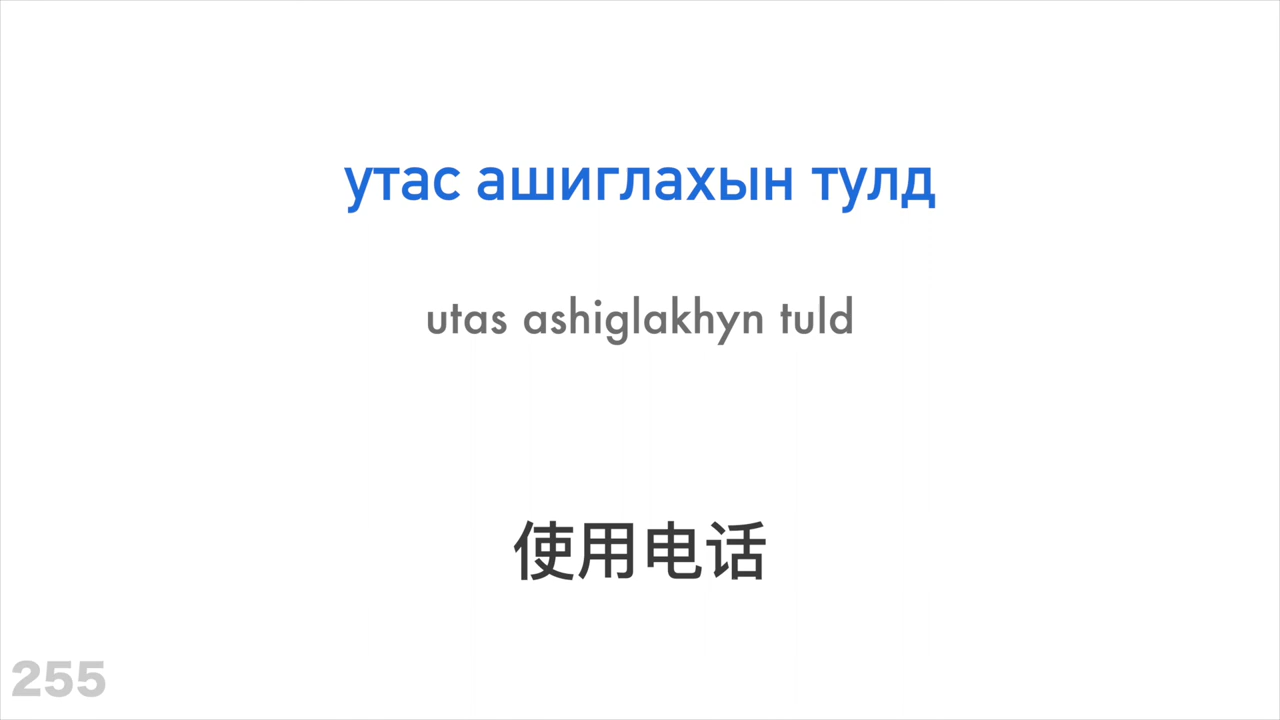 утас ашиглахын тулд
utas ashiglakhyn tuld
使用电话
255